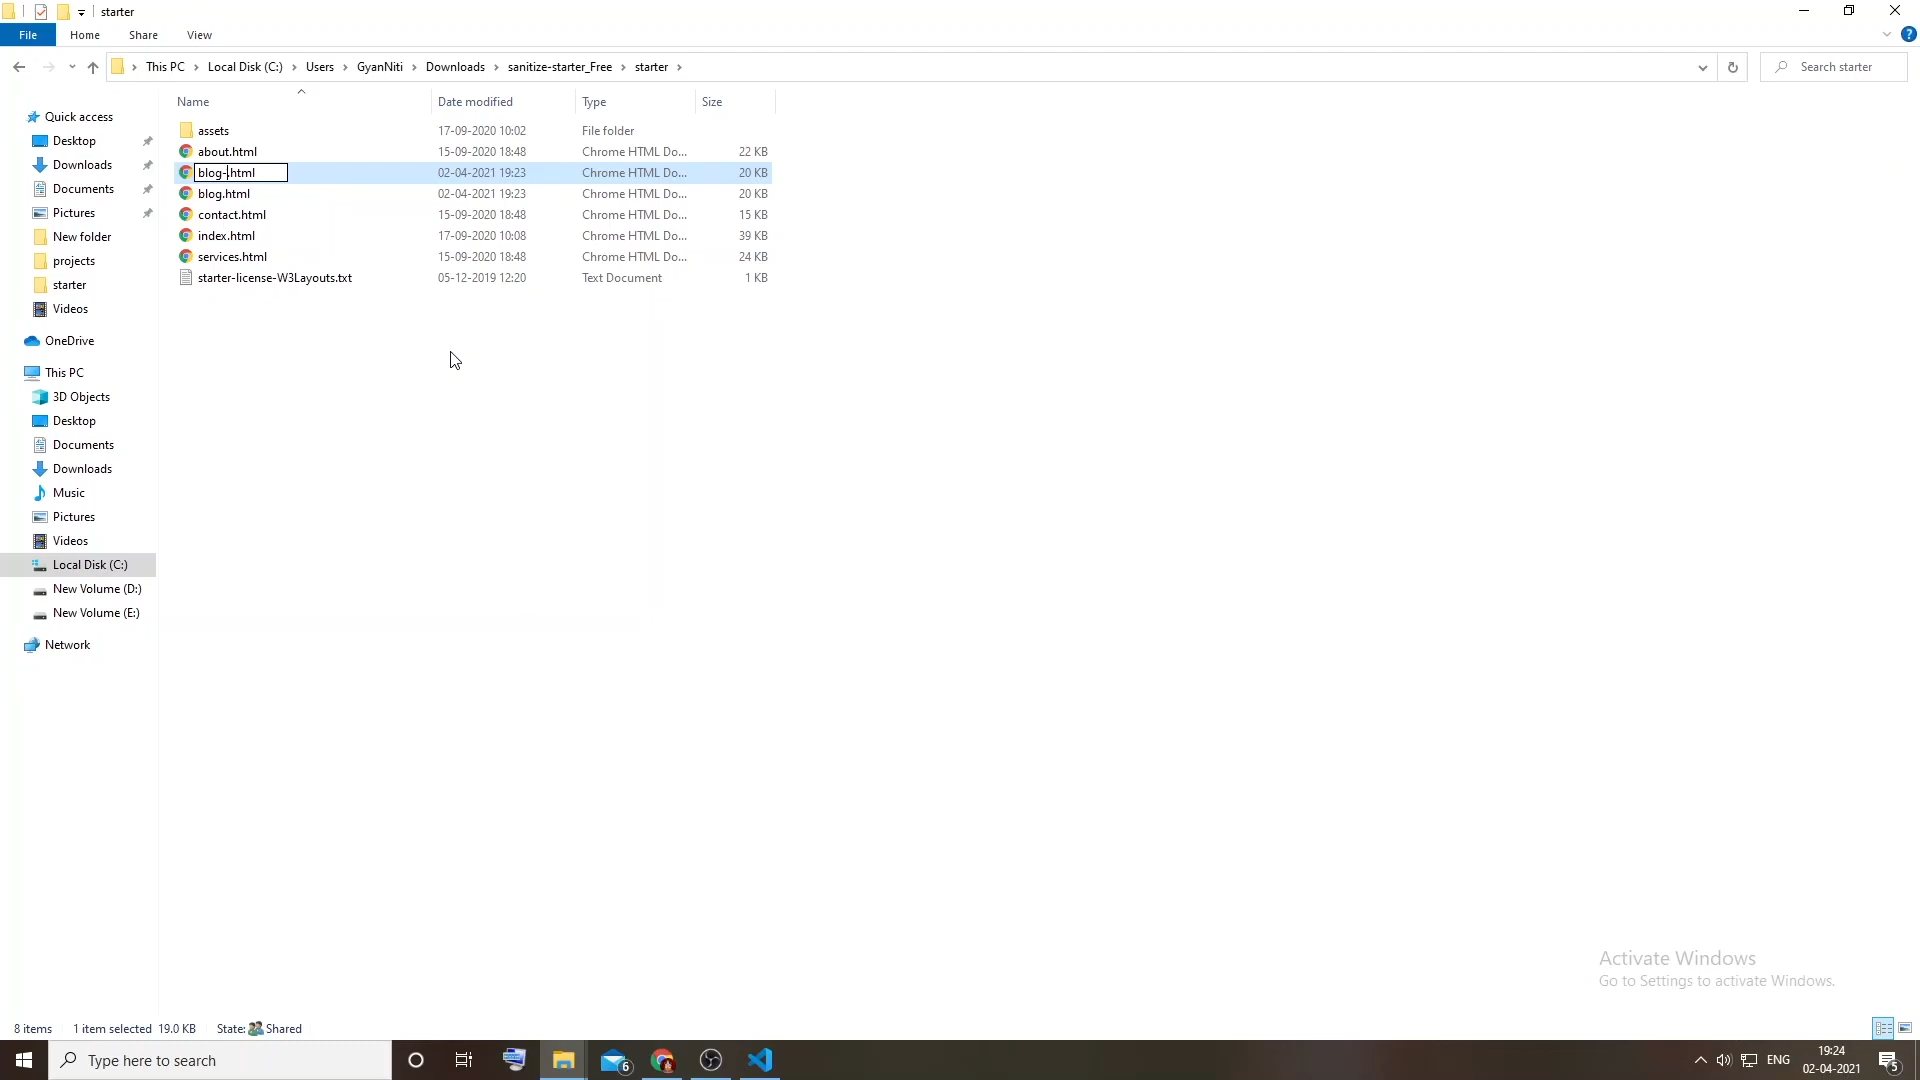 starter
File Home Share View
This PC Local Disk (C:) Users GyanNiti Downloads sanitize-starter_Free starter Search starter
Name Date modified Type Size
Quick access
Desktop
Downloads
Documents
Pictures
New folder
projects
starter
Videos
OneDrive
This PC
3D Objects
Desktop
Documents
Downloads
Music
Pictures
Videos
Local Disk (C:)
New Volume (D:)
New Volume (E:)
Network
assets 17-09-2020 10:02 File folder
about.html 15-09-2020 18:48 Chrome HTML Do... 22 KB
blog-.html 02-04-2021 19:23 Chrome HTML Do... 20 KB
blog.html 02-04-2021 19:23 Chrome HTML Do... 20 KB
contact.html 15-09-2020 18:48 Chrome HTML Do... 15 KB
index.html 17-09-2020 10:08 Chrome HTML Do... 39 KB
services.html 15-09-2020 18:48 Chrome HTML Do... 24 KB
starter-license-W3Layouts.txt 05-12-2019 12:20 Text Document 1 KB
Activate Windows
Go to Settings to activate Windows.
8 items 1 item selected 19.0 KB State: Shared
Type here to search
6
ENG
19:24
02-04-2021
5